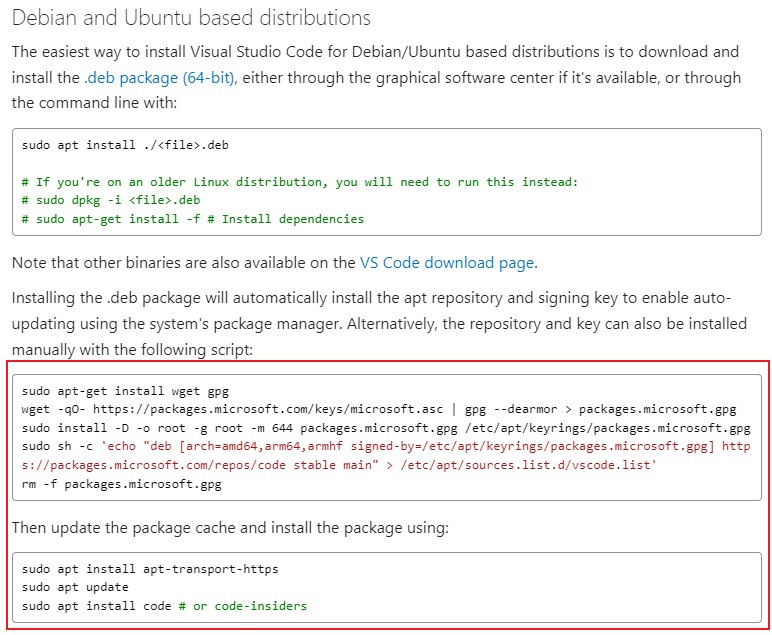 Debian and Ubuntu based distributions
The easiest way to install Visual Studio Code for Debian/Ubuntu based distributions is to download and
install the .deb package (64-bit), either through the graphical software center if it's available, or through
the command line with:
sudo apt install ./<file>.deb
# If you're on an older Linux distribution, you will need to run this instead:
# sudo dpkg -i <file>.deb
# sudo apt-get install -f # Install dependencies
Note that other binaries are also available on the VS Code download page.
Installing the .deb package will automatically install the apt repository and signing key to enable auto-
updating using the system's package manager. Alternatively, the repository and key can also be installed
manually with the following script:
sudo apt-get install wget gpg
wget -qO- https://packages.microsoft.com/keys/microsoft.asc | gpg --dearmor > packages.microsoft.gpg
sudo install -D -o root -g root -m 644 packages.microsoft.gpg /etc/apt/keyrings/packages.microsoft.gpg
sudo sh -c 'echo "deb [arch=amd64,arm64,armhf signed-by=/etc/apt/keyrings/packages.microsoft.gpg] http
s://packages.microsoft.com/repos/code stable main" > /etc/apt/sources.list.d/vscode.list'
rm -f packages.microsoft.gpg
Then update the package cache and install the package using:
sudo apt install apt-transport-https
sudo apt update
sudo apt install code # or code-insiders